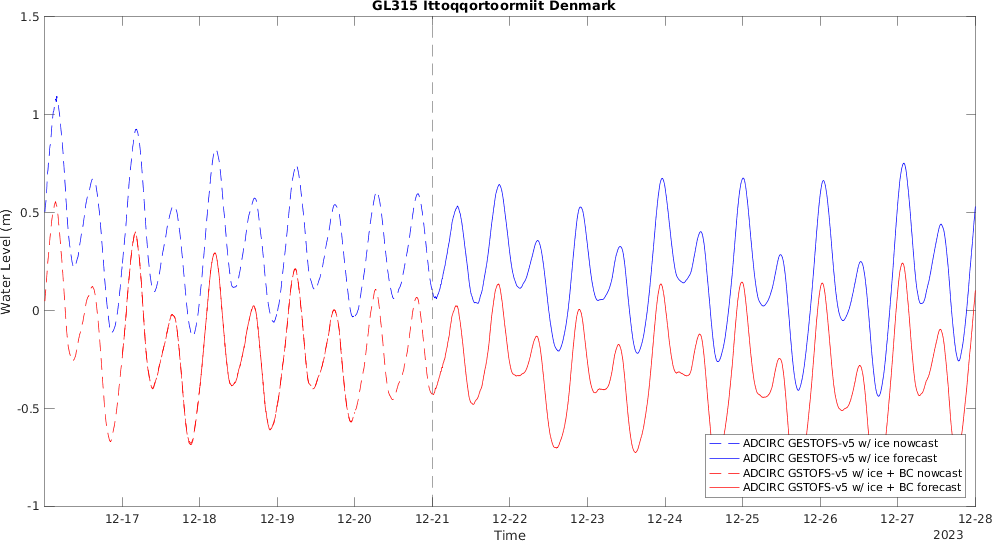 GL315 Ittoqqortoormiit Denmark
1.5
1
0.5
0
-0.5
-1
Water Level (m)
12-17
12-18
12-19
12-20
12-21
12-22
12-23
12-24
12-25
12-26
12-27
12-28
Time
2023
ADCIRC GESTOFS-v5 w/ ice nowcast
ADCIRC GESTOFS-v5 w/ ice forecast
ADCIRC GSTOFS-v5 w/ ice + BC nowcast
ADCIRC GSTOFS-v5 w/ ice + BC forecast